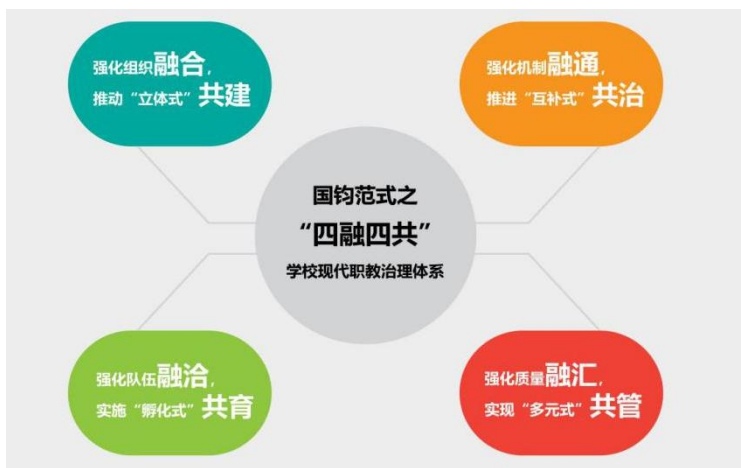 强化组织融合，
推动“立体式”共建
强化机制融通，
推进“互补式”共治
国钧范式之
“四融四共”
学校现代职教治理体系
强化队伍融洽，
实施“孵化式”共育
强化质量融汇，
实现“多元式”共管